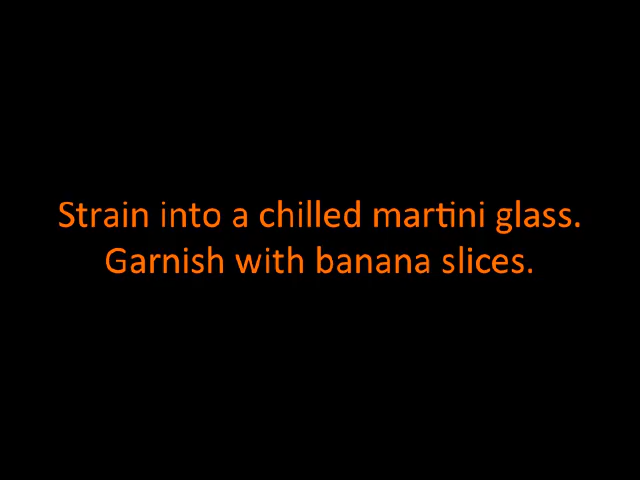 Strain into a chilled martini glass.
Garnish with banana slices.